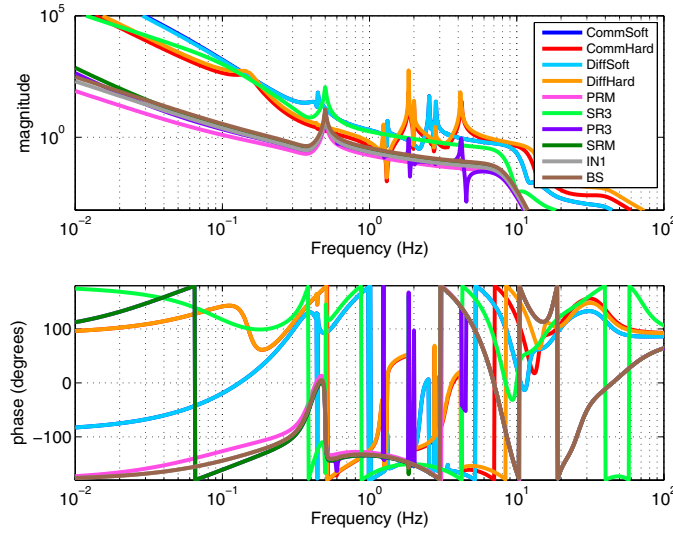 10^5
10^0
magnitude
CommSoft
CommHard
DiffSoft
DiffHard
PRM
SR3
PR3
SRM
IN1
BS
10^-2 10^-1 10^0 10^1 10^2
Frequency (Hz)
100
0
-100
phase (degrees)
10^-2 10^-1 10^0 10^1 10^2
Frequency (Hz)